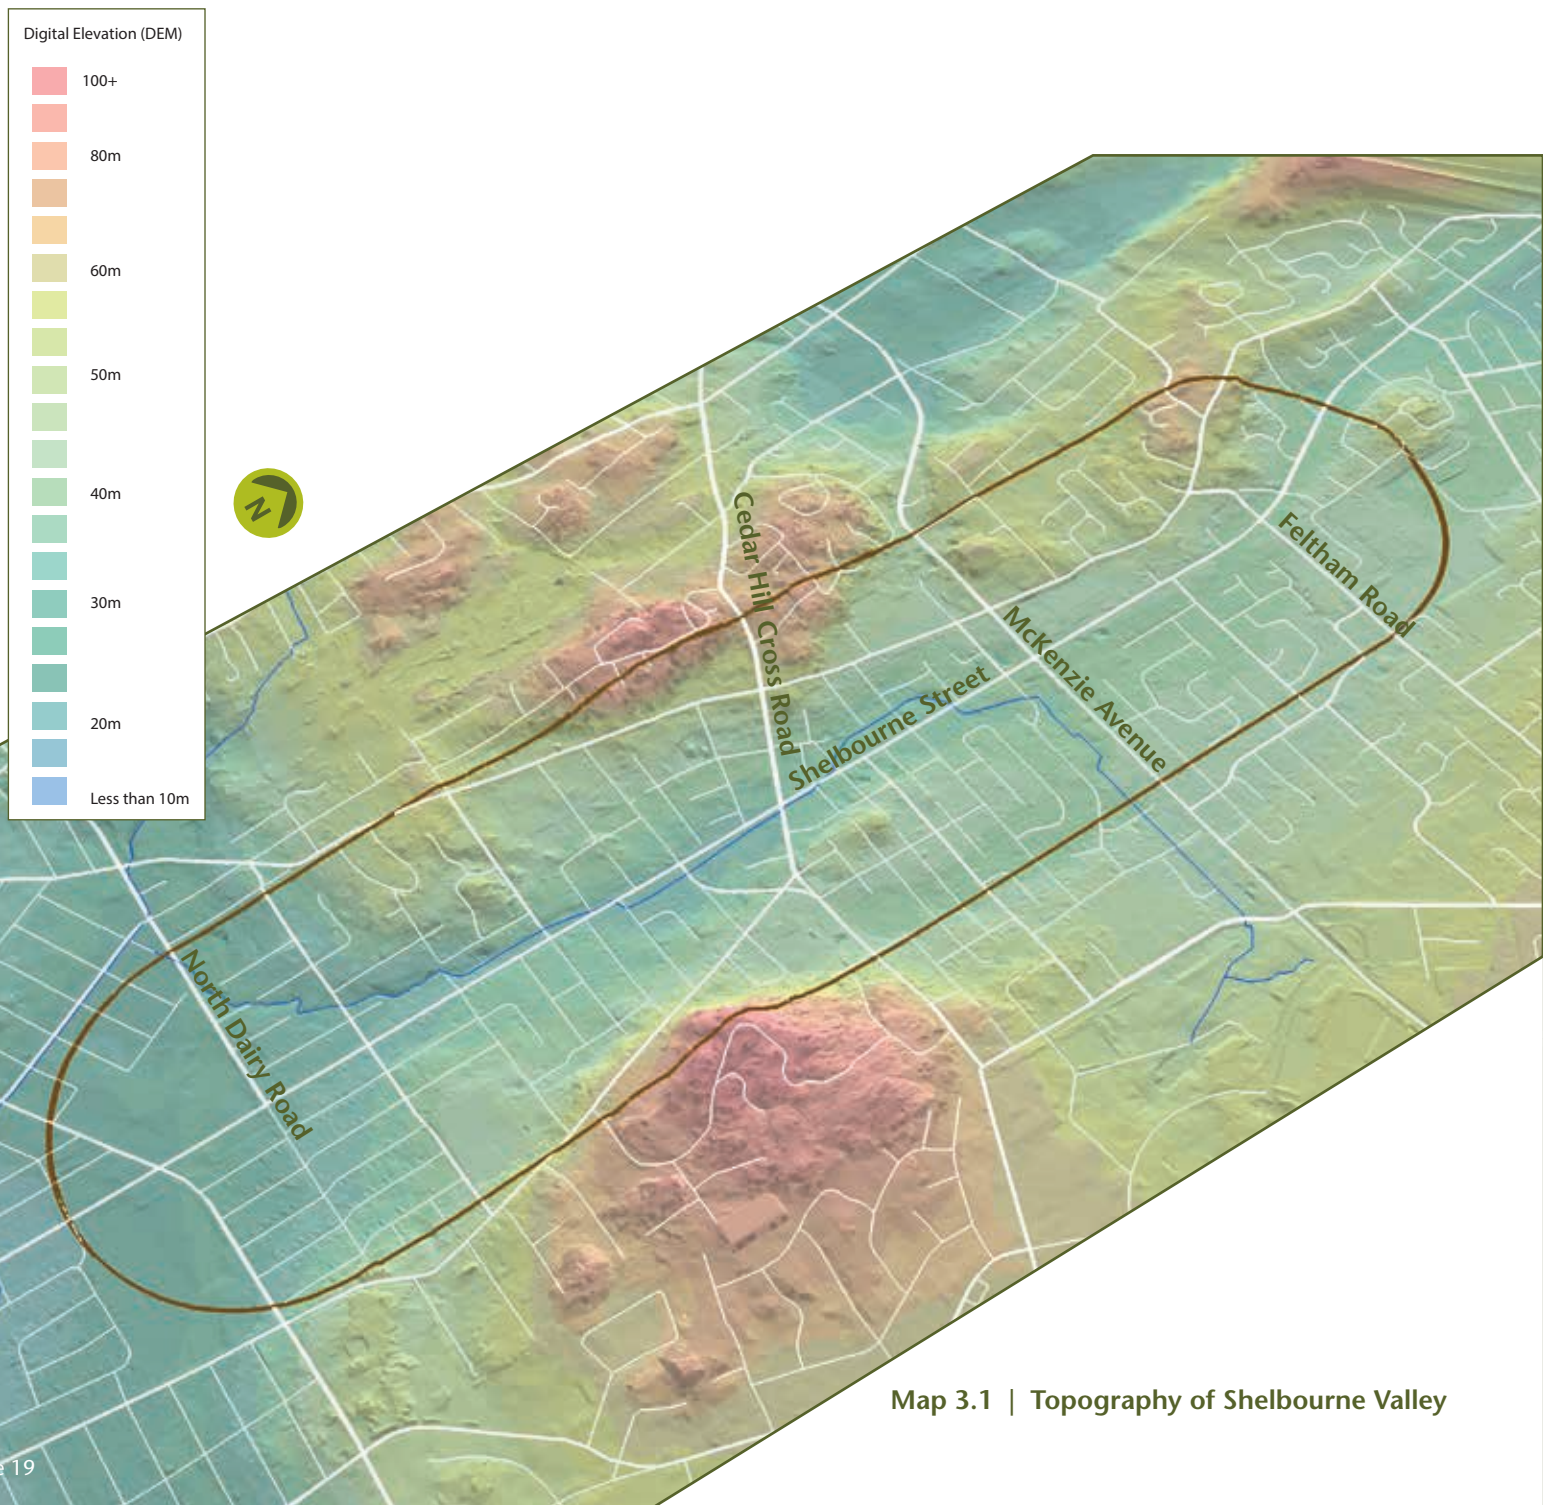 Digital Elevation (DEM)
100+
80m
60m
50m
40m
30m
20m
Less than 10m
N
Cedar Hill Cross Road
Feltham Road
McKenzie Avenue
Shelbourne Street
North Dairy Road
Map 3.1 | Topography of Shelbourne Valley
e 19